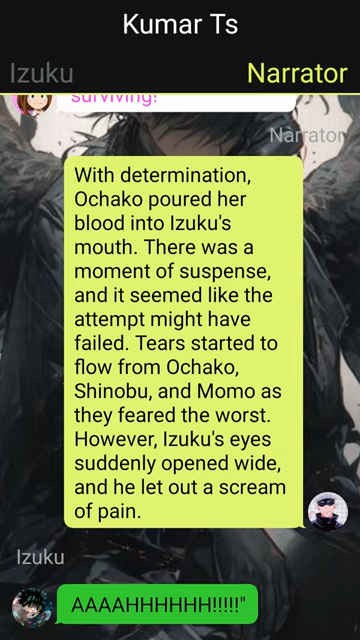 Kumar Ts
Izuku
Narrator
surviving!
Narrator
With determination,
Ochako poured her
blood into Izuku's
mouth. There was a
moment of suspense,
and it seemed like the
attempt might have
failed. Tears started to
flow from Ochako,
Shinobu, and Momo as
they feared the worst.
However, Izuku's eyes
suddenly opened wide,
and he let out a scream
of pain.
Izuku
AAAAHHHHHH!!!!!"